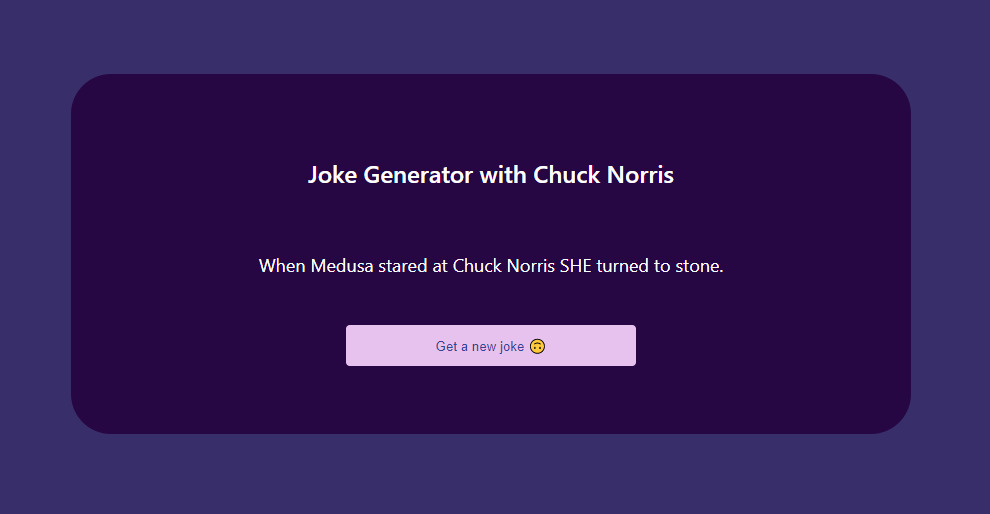 Joke Generator with Chuck Norris
When Medusa stared at Chuck Norris SHE turned to stone.
Get a new joke 🙃